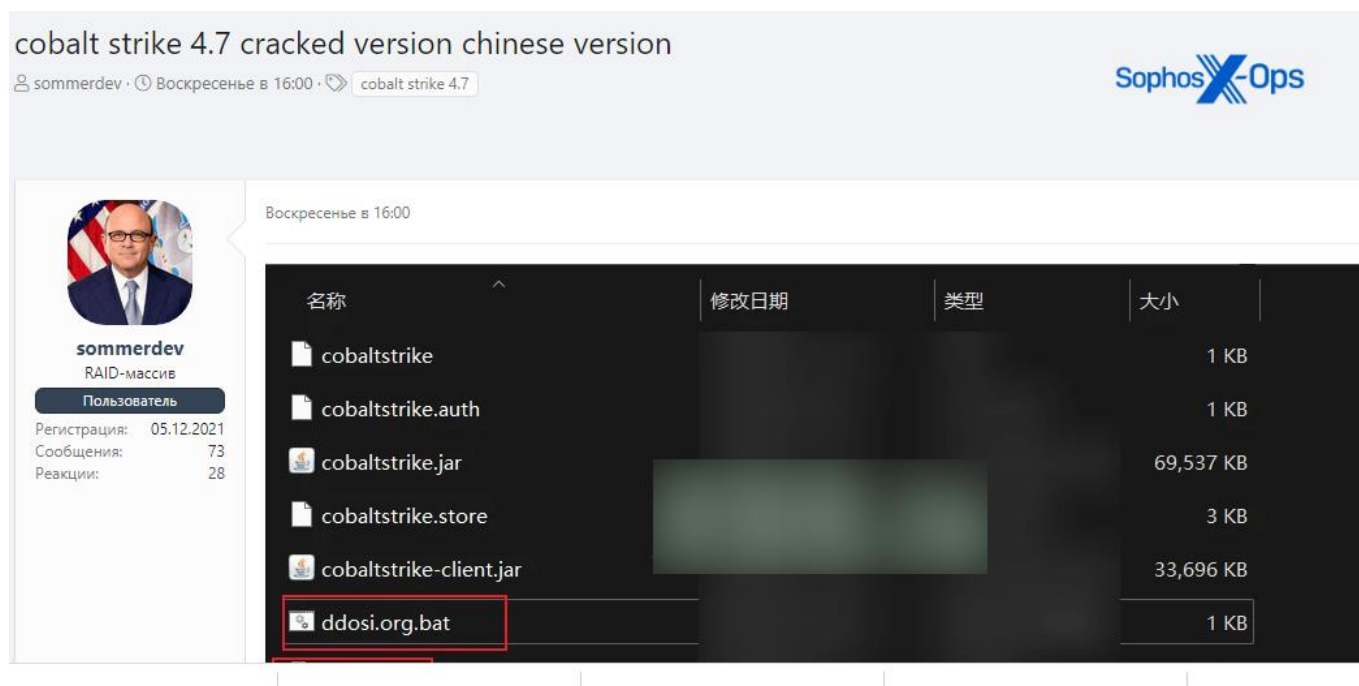 cobalt strike 4.7 cracked version chinese version
sommerdev · Воскресенье в 16:00 · cobalt strike 4.7
Sophos X-Ops
Воскресенье в 16:00
sommerdev
RAID-массив
Пользователь
Регистрация: 05.12.2021
Сообщения: 73
Реакции: 28
名称 修改日期 类型 大小
cobaltstrike 1 KB
cobaltstrike.auth 1 KB
cobaltstrike.jar 69,537 KB
cobaltstrike.store 3 KB
cobaltstrike-client.jar 33,696 KB
ddosi.org.bat 1 KB